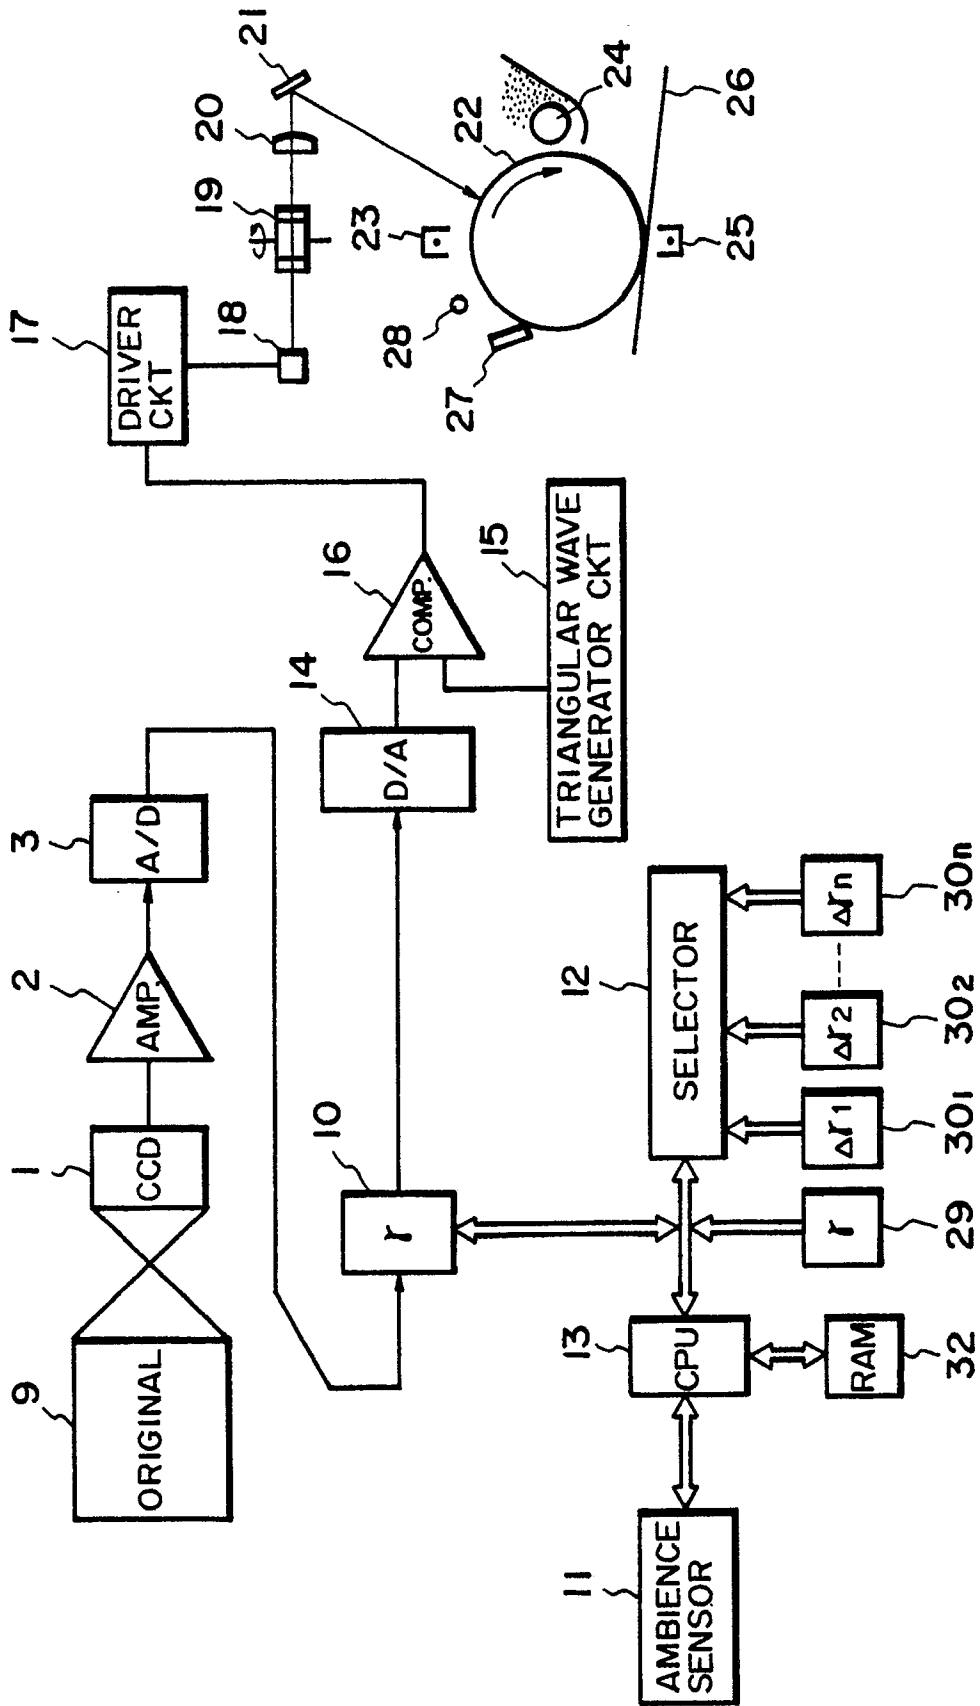 9
ORIGINAL
1
CCD
2
AMP.
3
A/D
17
DRIVER
CKT
18
19
20
21
10
γ
14
D/A
16
COMP.
15
TRIANGULAR WAVE
GENERATOR CKT
28
23
27
22
24
25
26
11
AMBIENCE
SENSOR
13
CPU
12
SELECTOR
RAM
32
γ
29
Δγ1
301
Δγ2
302
Δγn
30n